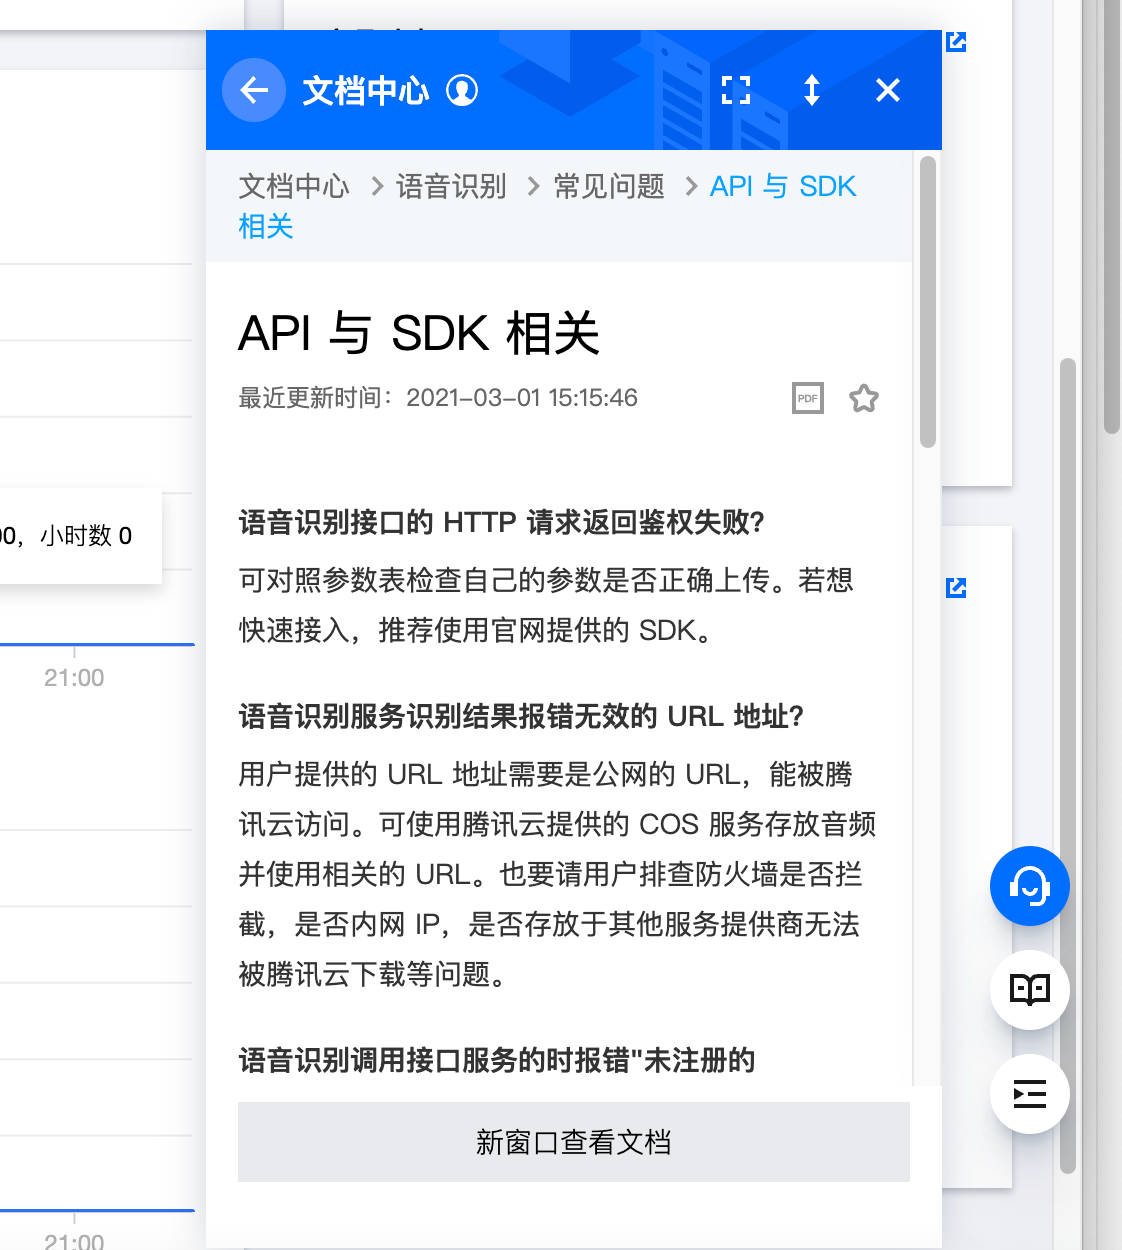 文档中心
文档中心 > 语音识别 > 常见问题 > API 与 SDK
相关
API 与 SDK 相关
最近更新时间：2021-03-01 15:15:46
PDF
语音识别接口的 HTTP 请求返回鉴权失败？
可对照参数表检查自己的参数是否正确上传。若想
快速接入，推荐使用官网提供的 SDK。
语音识别服务识别结果报错无效的 URL 地址？
用户提供的 URL 地址需要是公网的 URL，能被腾
讯云访问。可使用腾讯云提供的 COS 服务存放音频
并使用相关的 URL。也要请用户排查防火墙是否拦
截，是否内网 IP，是否存放于其他服务提供商无法
被腾讯云下载等问题。
语音识别调用接口服务的时报错"未注册的
新窗口查看文档
0，小时数 0
21:00
21:00